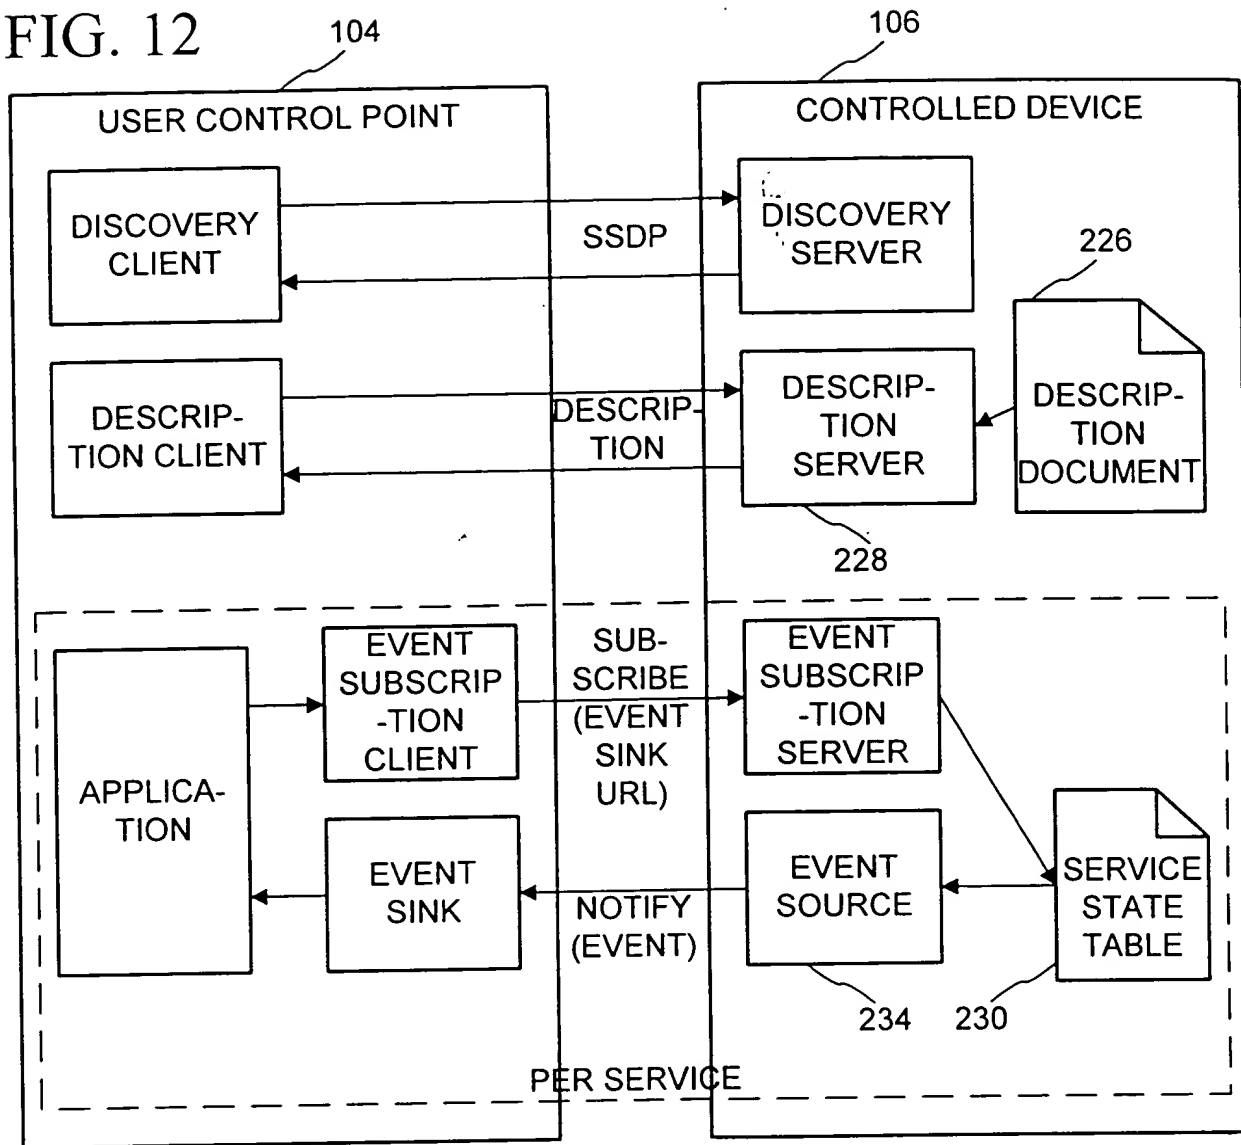 FIG. 12
104
106
USER CONTROL POINT
CONTROLLED DEVICE
DISCOVERY
CLIENT
SSDP
DISCOVERY
SERVER
226
DESCRIP-
TION CLIENT
DESCRIP-
TION
DESCRIP-
TION
SERVER
DESCRIP-
TION
DOCUMENT
228
APPLICA-
TION
EVENT
SUBSCRIP
-TION
CLIENT
SUB-
SCRIBE
(EVENT
SINK
URL)
EVENT
SUBSCRIP
-TION
SERVER
EVENT
SINK
NOTIFY
(EVENT)
EVENT
SOURCE
SERVICE
STATE
TABLE
234
230
PER SERVICE